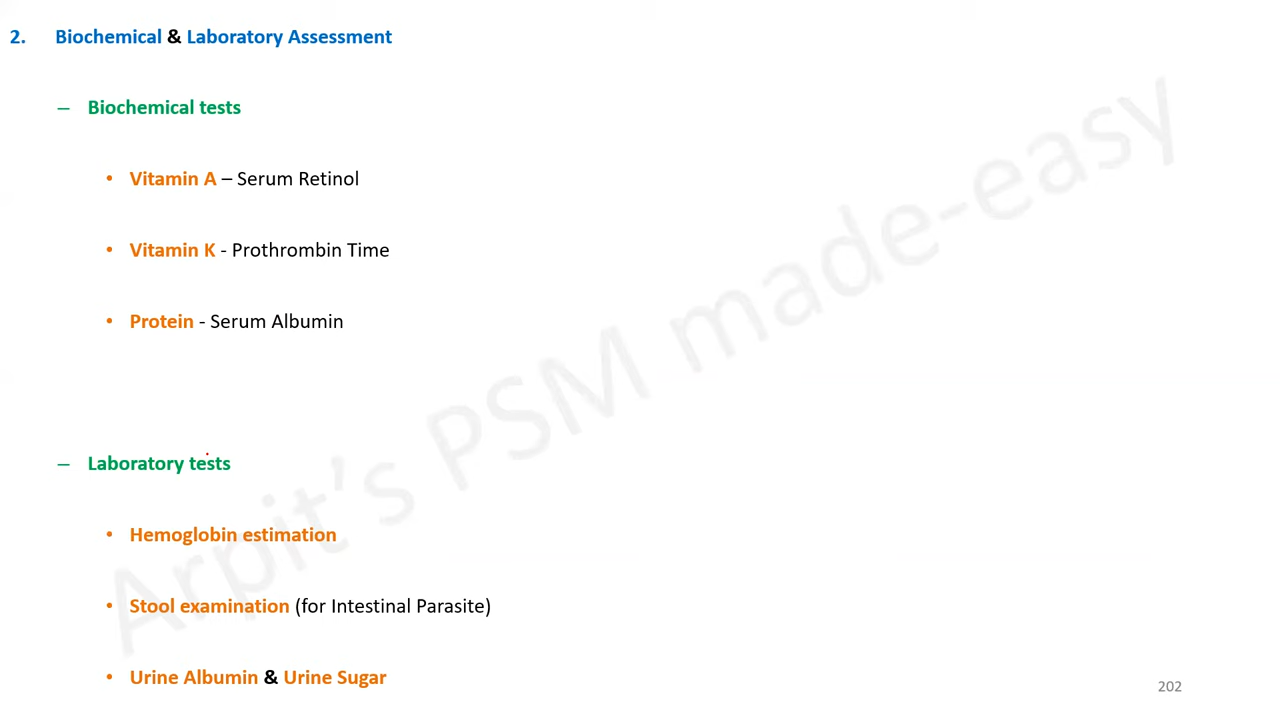 2. Biochemical & Laboratory Assessment
– Biochemical tests
• Vitamin A – Serum Retinol
• Vitamin K - Prothrombin Time
• Protein - Serum Albumin
– Laboratory tests
• Hemoglobin estimation
• Stool examination (for Intestinal Parasite)
• Urine Albumin & Urine Sugar
202
Arpit’s PSM made-easy